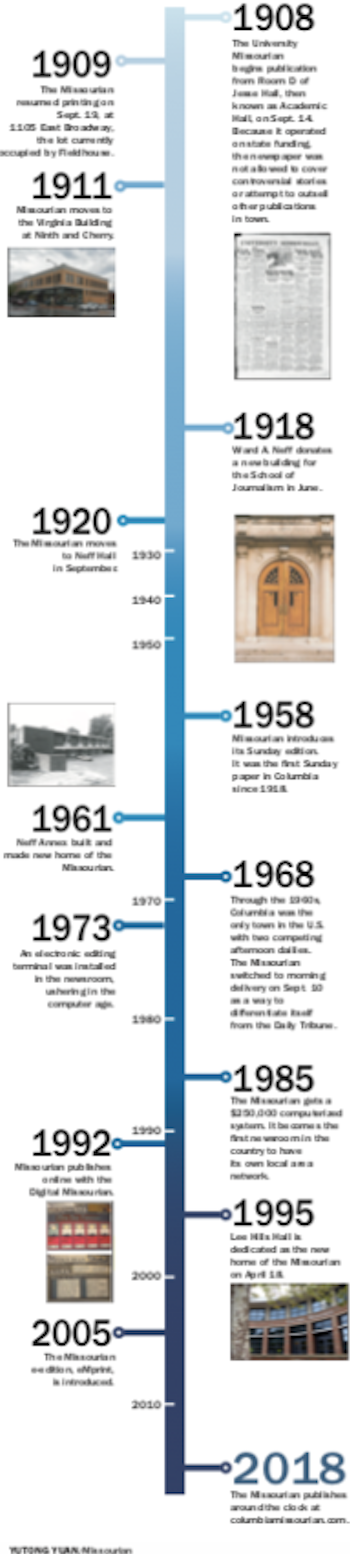 1908
The University
Missourian
begins publication
from Room D of
Jesse Hall, then
known as Academic
Hall, on Sept. 14.
Because it operated
on state funding,
the newspaper was
not allowed to cover
controversial stories
or attempt to outsell
other publications
in town.
1909
The Missourian
resumed printing on
Sept. 19, at
1105 East Broadway,
the lot currently
occupied by Fieldhouse.
1911
Missourian moves to
the Virginia Building
at Ninth and Cherry.
UNIVERSITY MISSOURIAN
1918
Ward A. Neff donates
a new building for
the School of
Journalism in June.
1920
The Missourian moves
to Neff Hall
in September.
1930
1940
1950
1958
Missourian introduces
its Sunday edition.
It was the first Sunday
paper in Columbia
since 1918.
1961
Neff Annex built and
made new home of the
Missourian.
1968
Through the 1960s,
Columbia was the
only town in the U.S.
with two competing
afternoon dailies.
The Missourian
switched to morning
delivery on Sept. 10
as a way to
differentiate itself
from the Daily Tribune.
1970
1973
An electronic editing
terminal was installed
in the newsroom,
ushering in the
computer age.
1980
1985
The Missourian gets a
$250,000 computerized
system. It becomes the
first newsroom in the
country to have
its own local area
network.
1990
1992
Missourian publishes
online with the
Digital Missourian.
1995
Lee Hills Hall is
dedicated as the new
home of the Missourian
on April 18.
2000
2005
The Missourian
e-edition, eMprint,
is introduced.
2010
2018
The Missourian publishes
around the clock at
columbiamissourian.com.
YUTONG YUAN/Missourian